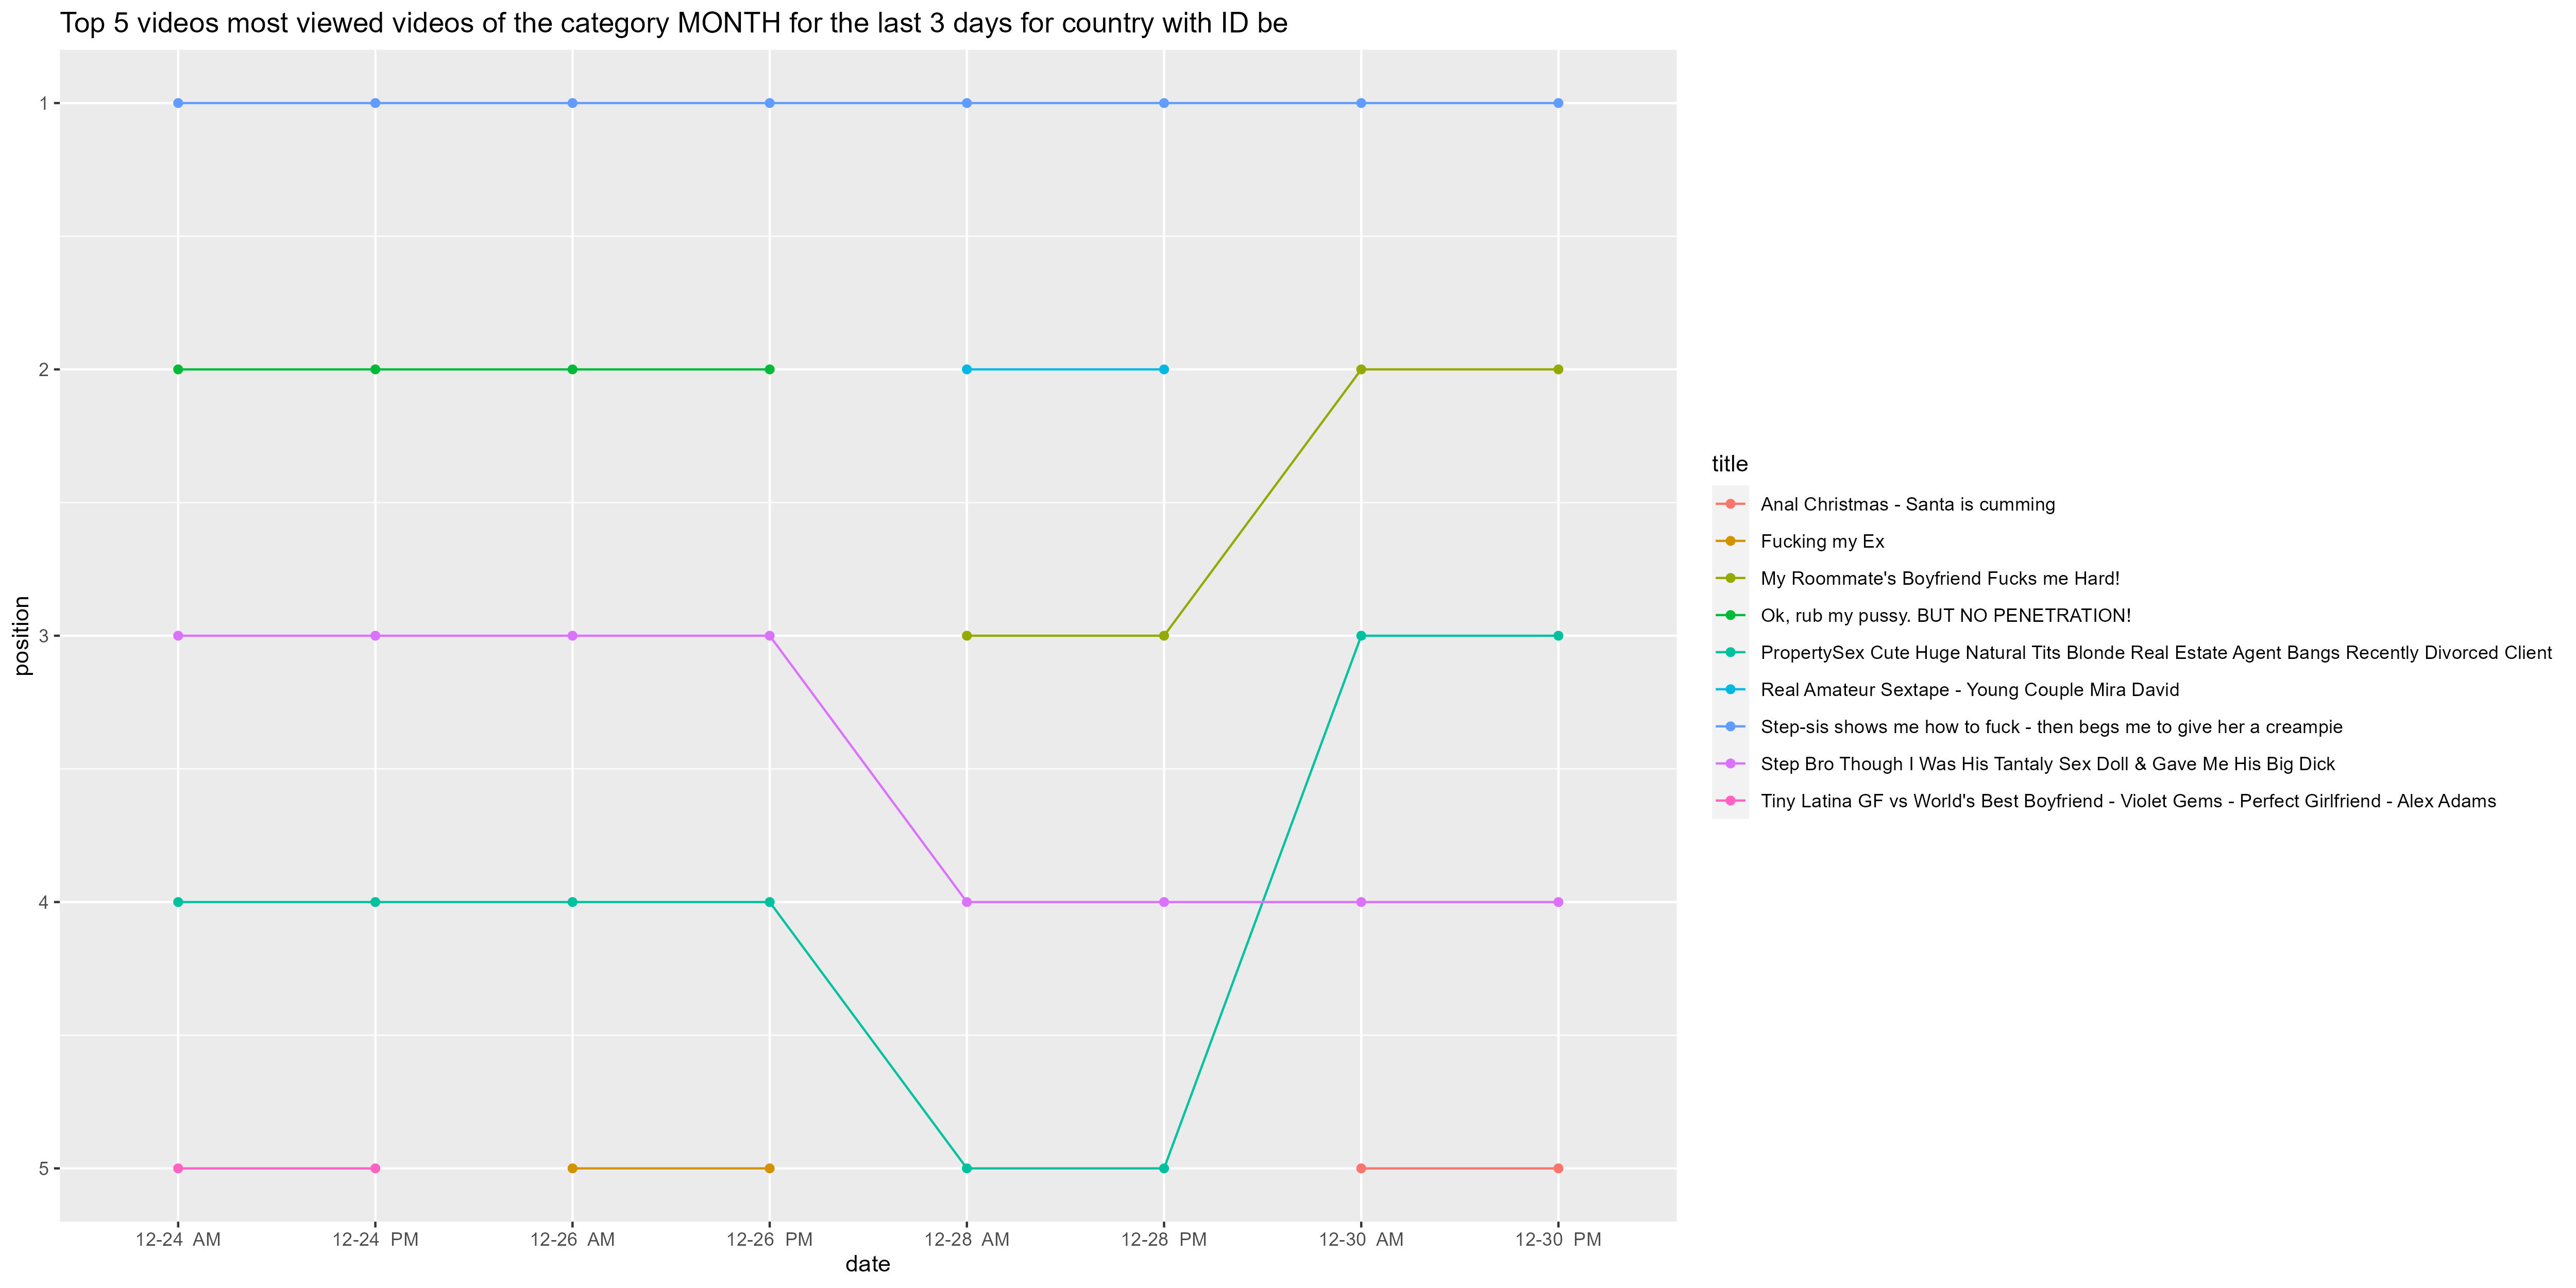 Top 5 videos most viewed videos of the category MONTH for the last 3 days for country with ID be
position
1
2
3
4
5
12-24 AM
12-24 PM
12-26 AM
12-26 PM
12-28 AM
12-28 PM
12-30 AM
12-30 PM
date
title
Anal Christmas - Santa is cumming
Fucking my Ex
My Roommate's Boyfriend Fucks me Hard!
Ok, rub my pussy. BUT NO PENETRATION!
PropertySex Cute Huge Natural Tits Blonde Real Estate Agent Bangs Recently Divorced Client
Real Amateur Sextape - Young Couple Mira David
Step-sis shows me how to fuck - then begs me to give her a creampie
Step Bro Though I Was His Tantaly Sex Doll & Gave Me His Big Dick
Tiny Latina GF vs World's Best Boyfriend - Violet Gems - Perfect Girlfriend - Alex Adams